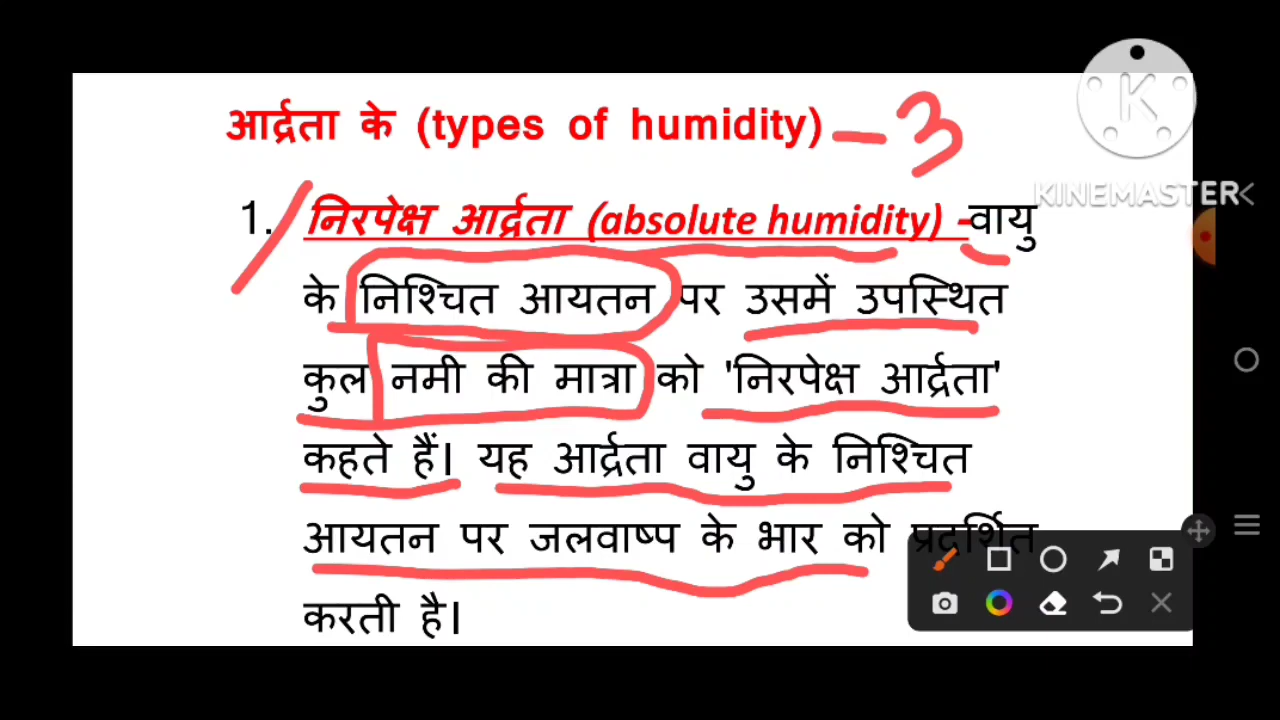 आर्द्रता के (types of humidity) – 3
1. निरपेक्ष आर्द्रता (absolute humidity) -वायु
के निश्चित आयतन पर उसमें उपस्थित
कुल नमी की मात्रा को 'निरपेक्ष आर्द्रता'
कहते हैं। यह आर्द्रता वायु के निश्चित
आयतन पर जलवाष्प के भार को प्रदर्शित
करती है।
K
KINEMASTER